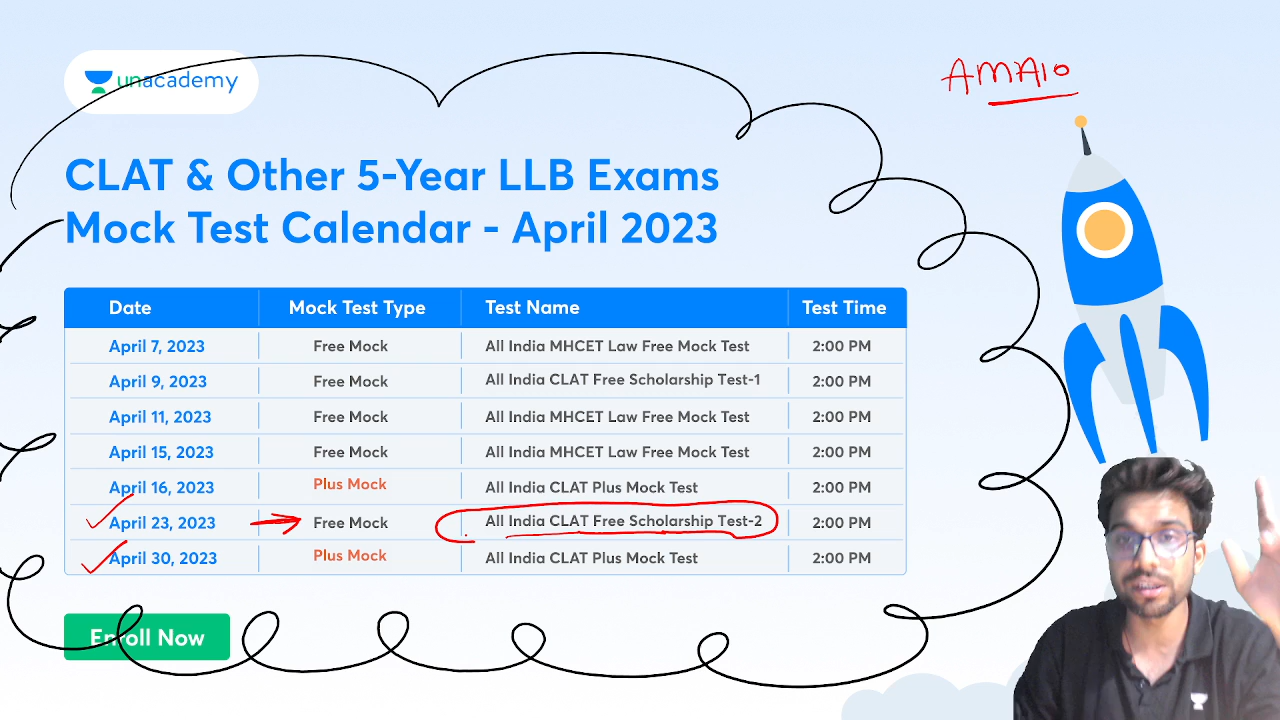 unacademy
AMA10
CLAT & Other 5-Year LLB Exams
Mock Test Calendar - April 2023
Date Mock Test Type Test Name Test Time
April 7, 2023 Free Mock All India MHCET Law Free Mock Test 2:00 PM
April 9, 2023 Free Mock All India CLAT Free Scholarship Test-1 2:00 PM
April 11, 2023 Free Mock All India MHCET Law Free Mock Test 2:00 PM
April 15, 2023 Free Mock All India MHCET Law Free Mock Test 2:00 PM
April 16, 2023 Plus Mock All India CLAT Plus Mock Test 2:00 PM
April 23, 2023 Free Mock All India CLAT Free Scholarship Test-2 2:00 PM
April 30, 2023 Plus Mock All India CLAT Plus Mock Test 2:00 PM
Enroll Now